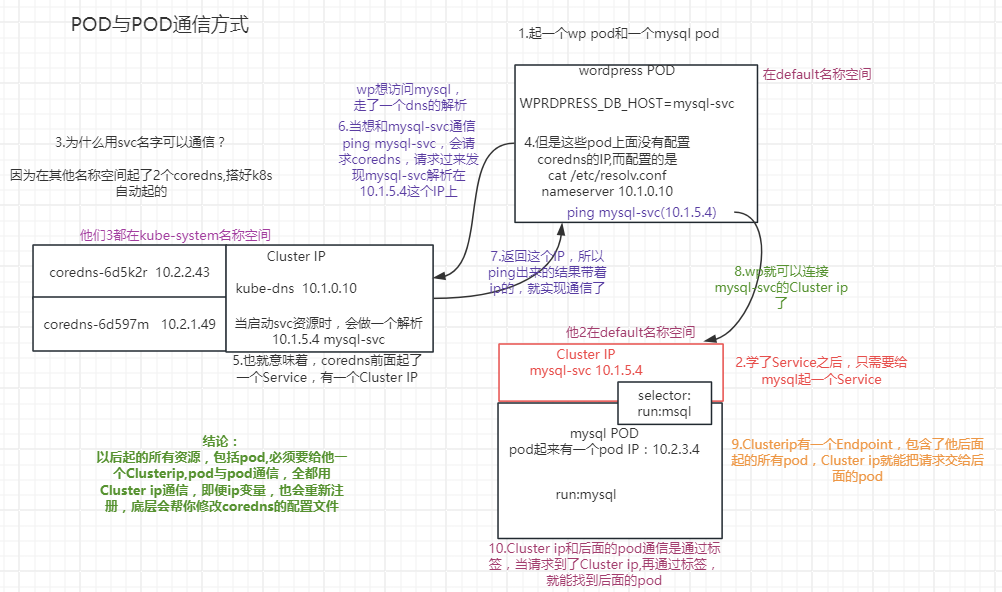 POD与POD通信方式
1.起一个wp pod和一个mysql pod
wordpress POD
在default名称空间
WPRDPRESS_DB_HOST=mysql-svc
4.但是这些pod上面没有配置
coredns的IP,而配置的是
cat /etc/resolv.conf
nameserver 10.1.0.10
ping mysql-svc(10.1.5.4)
wp想访问mysql，
走了一个dns的解析
6.当想和mysql-svc通信
ping mysql-svc，会请
求coredns，请求过来发
现mysql-svc解析在
10.1.5.4这个IP上
3.为什么用svc名字可以通信？
因为在其他名称空间起了2个coredns,搭好k8s
自动起的
他们3都在kube-system名称空间
coredns-6d5k2r 10.2.2.43
coredns-6d597m 10.2.1.49
Cluster IP
kube-dns 10.1.0.10
当启动svc资源时，会做一个解析
10.1.5.4 mysql-svc
5.也就意味着，coredns前面起了
一个Service，有一个Cluster IP
7.返回这个IP，所以
ping出来的结果带着
ip的，就实现通信了
8.wp就可以连接
mysql-svc的Cluster ip
了
他2在default名称空间
Cluster IP
mysql-svc 10.1.5.4
2.学了Service之后，只需要给
mysql起一个Service
selector:
run:msql
mysql POD
pod起来有一个pod IP：10.2.3.4
run:mysql
9.Clusterip有一个Endpoint，包含了他后面
起的所有pod，Cluster ip就能把请求交给后
面的pod
10.Cluster ip和后面的pod通信是通过标
签，当请求到了Cluster ip,再通过标签，
就能找到后面的pod
结论：
以后起的所有资源，包括pod,必须要给他一
个Clusterip,pod与pod通信，全都用
Cluster ip通信，即便ip变量，也会重新注
册，底层会帮你修改coredns的配置文件